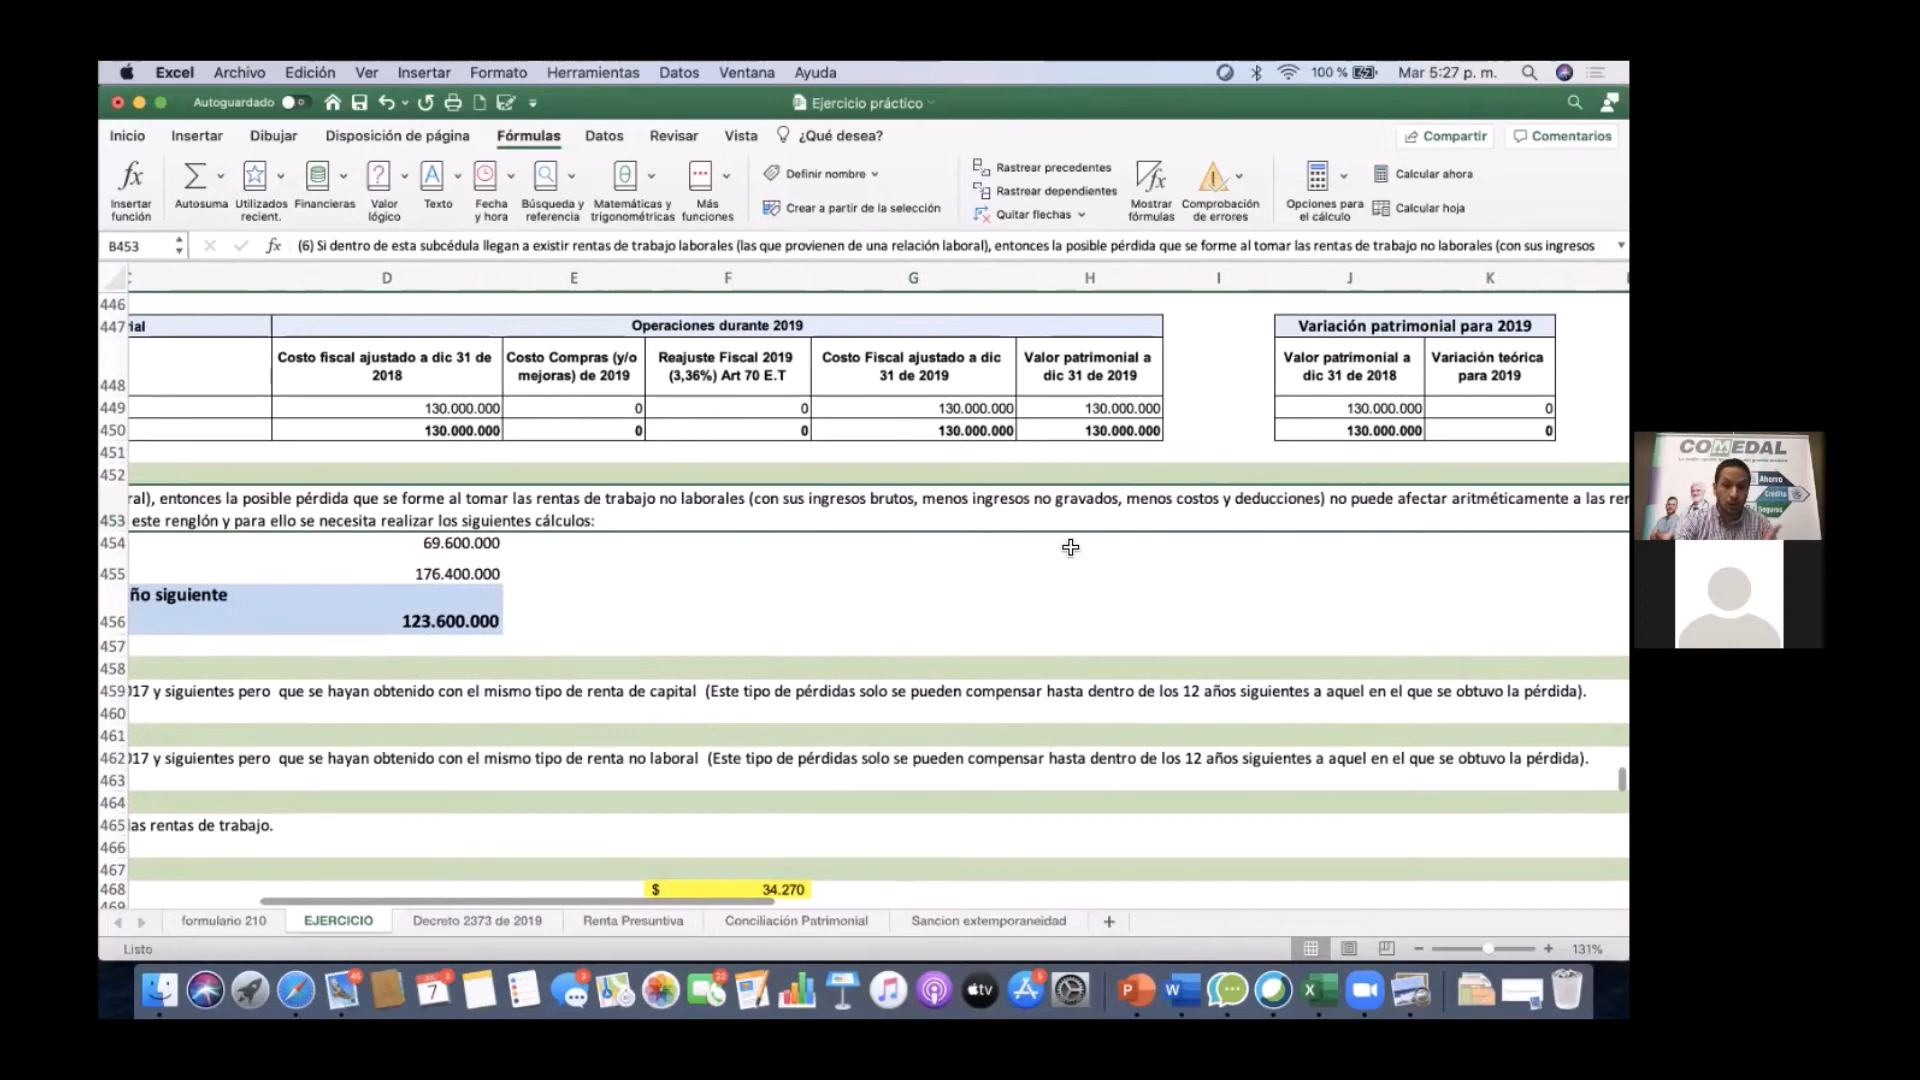 Excel Archivo Edición Ver Insertar Formato Herramientas Datos Ventana Ayuda 100 % Mar 5:27 p. m.
Autoguardado Ejercicio práctico
Inicio Insertar Dibujar Disposición de página Fórmulas Datos Revisar Vista ¿Qué desea? Compartir Comentarios
Insertar función
Autosuma
Utilizados recient.
Financieras
Valor lógico
Texto
Fecha y hora
Búsqueda y referencia
Matemáticas y trigonométricas
Más funciones
Definir nombre
Crear a partir de la selección
Rastrear precedentes
Rastrear dependientes
Quitar flechas
Mostrar fórmulas
Comprobación de errores
Opciones para el cálculo
Calcular ahora
Calcular hoja
B453 fx (6) Si dentro de esta subcédula llegan a existir rentas de trabajo laborales (las que provienen de una relación laboral), entonces la posible pérdida que se forme al tomar las rentas de trabajo no laborales (con sus ingresos
D E F G H I J K
446
447 ial Operaciones durante 2019 Variación patrimonial para 2019
Costo fiscal ajustado a dic 31 de Costo Compras (y/o Reajuste Fiscal 2019 Costo Fiscal ajustado a dic Valor patrimonial a Valor patrimonial a Variación teórica
448 2018 mejoras) de 2019 (3,36%) Art 70 E.T 31 de 2019 dic 31 de 2019 dic 31 de 2018 para 2019
449 130.000.000 0 0 130.000.000 130.000.000 130.000.000 0
450 130.000.000 0 0 130.000.000 130.000.000 130.000.000 0
451
452
ral), entonces la posible pérdida que se forme al tomar las rentas de trabajo no laborales (con sus ingresos brutos, menos ingresos no gravados, menos costos y deducciones) no puede afectar aritméticamente a las ren
453 este renglón y para ello se necesita realizar los siguientes cálculos:
454 69.600.000
455 176.400.000
ño siguiente
456 123.600.000
457
458
459 017 y siguientes pero que se hayan obtenido con el mismo tipo de renta de capital (Este tipo de pérdidas solo se pueden compensar hasta dentro de los 12 años siguientes a aquel en el que se obtuvo la pérdida).
460
461
462 017 y siguientes pero que se hayan obtenido con el mismo tipo de renta no laboral (Este tipo de pérdidas solo se pueden compensar hasta dentro de los 12 años siguientes a aquel en el que se obtuvo la pérdida).
463
464
465 las rentas de trabajo.
466
467
468 $ 34.270
469
formulario 210 EJERCICIO Decreto 2373 de 2019 Renta Presuntiva Conciliación Patrimonial Sancion extemporaneidad +
Listo 131%
7 tv P W X
COMEDAL
Ahorro
Crédito
Seguros